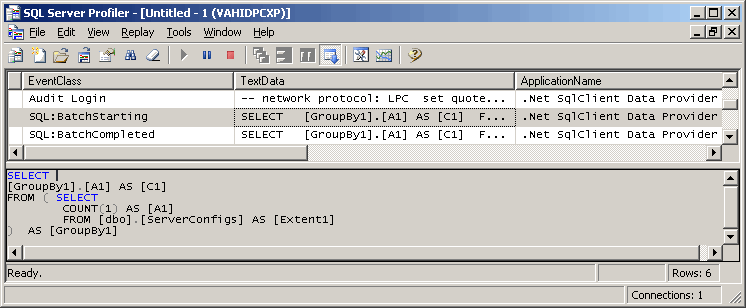 SQL Server Profiler - [Untitled - 1 (VAHIDPCXP)]
File Edit View Replay Tools Window Help
EventClass TextData ApplicationName
Audit Login -- network protocol: LPC set quote... .Net SqlClient Data Provider
SQL:BatchStarting SELECT [GroupBy1].[A1] AS [C1] F... .Net SqlClient Data Provider
SQL:BatchCompleted SELECT [GroupBy1].[A1] AS [C1] F... .Net SqlClient Data Provider
SELECT
[GroupBy1].[A1] AS [C1]
FROM ( SELECT
COUNT(1) AS [A1]
FROM [dbo].[ServerConfigs] AS [Extent1]
) AS [GroupBy1]
Ready. Rows: 6
Connections: 1